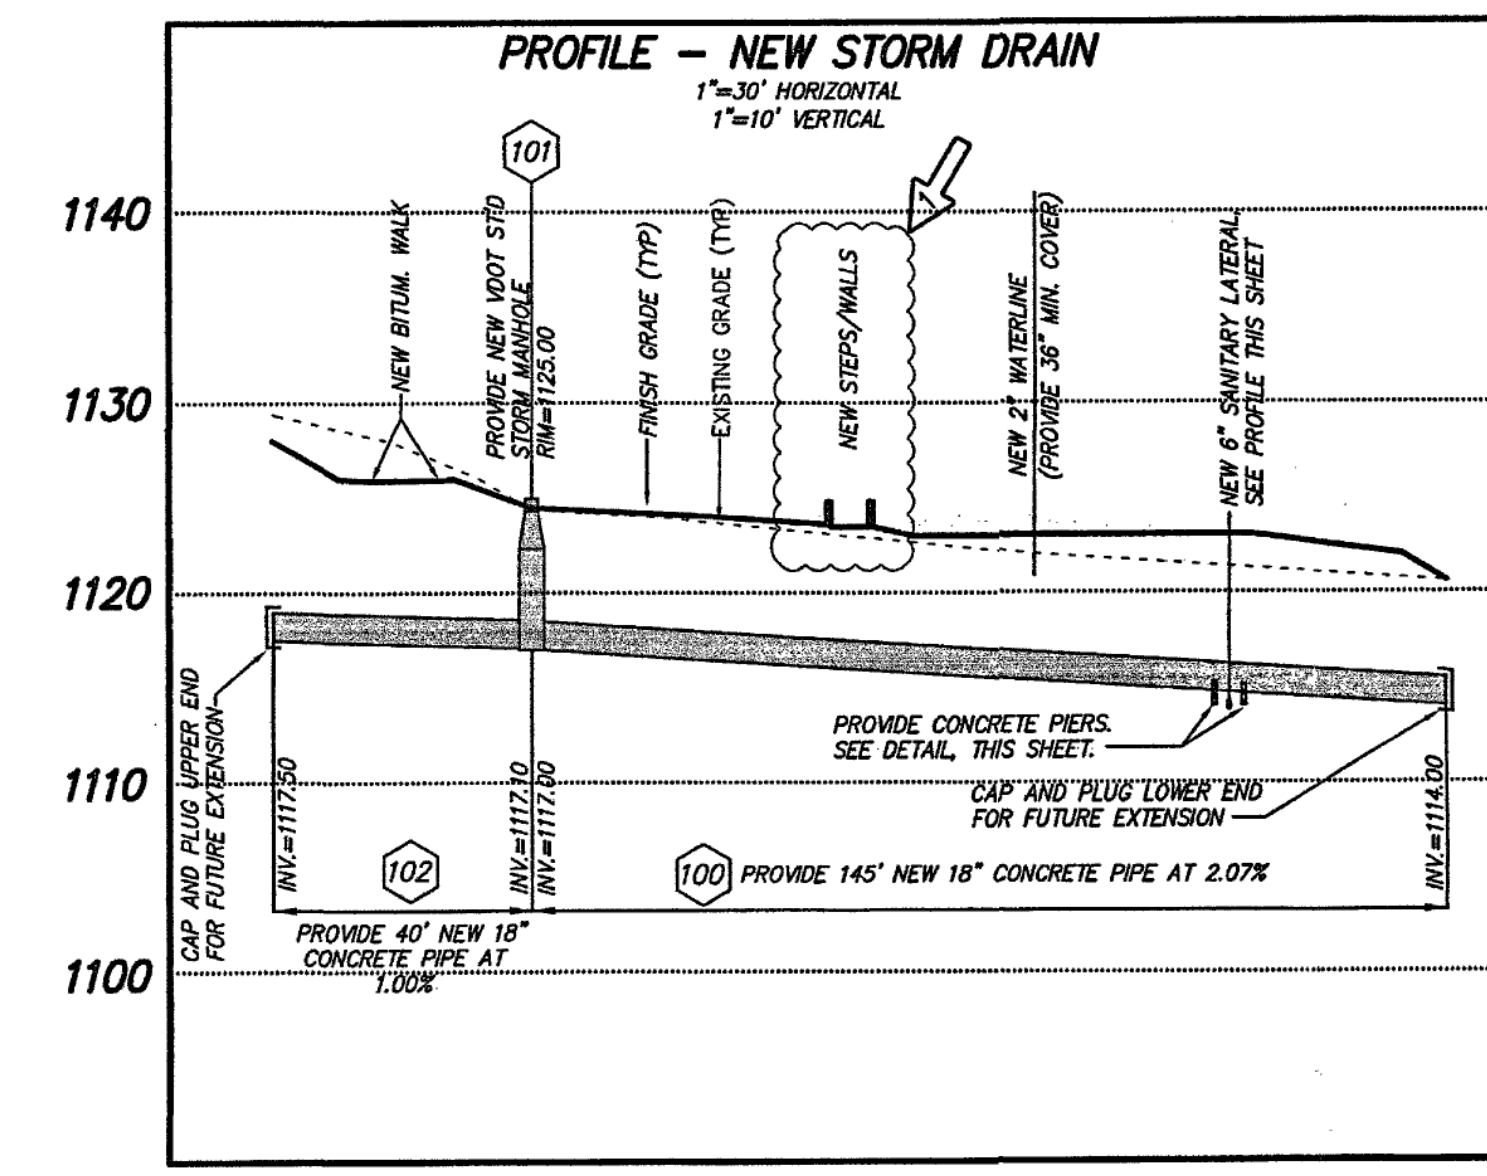 PROFILE - NEW STORM DRAIN
1"=30' HORIZONTAL
1"=10' VERTICAL
1140
1130
1120
1110
1100
NEW BITUM. WALK
101
PROVIDE NEW VDOT ST'D
STORM MANHOLE
RIM=1125.00
FINISH GRADE (TYP)
EXISTING GRADE (TYP)
NEW STEPS/WALLS
1
NEW 2" WATERLINE
(PROVIDE 36" MIN. COVER)
NEW 6" SANITARY LATERAL,
SEE PROFILE THIS SHEET
CAP AND PLUG UPPER END
FOR FUTURE EXTENSION
INV.=1117.50
INV.=1117.10
INV.=1117.00
PROVIDE CONCRETE PIERS.
SEE DETAIL, THIS SHEET.
CAP AND PLUG LOWER END
FOR FUTURE EXTENSION
INV.=1114.00
102
PROVIDE 40' NEW 18"
CONCRETE PIPE AT
1.00%
100 PROVIDE 145' NEW 18" CONCRETE PIPE AT 2.07%